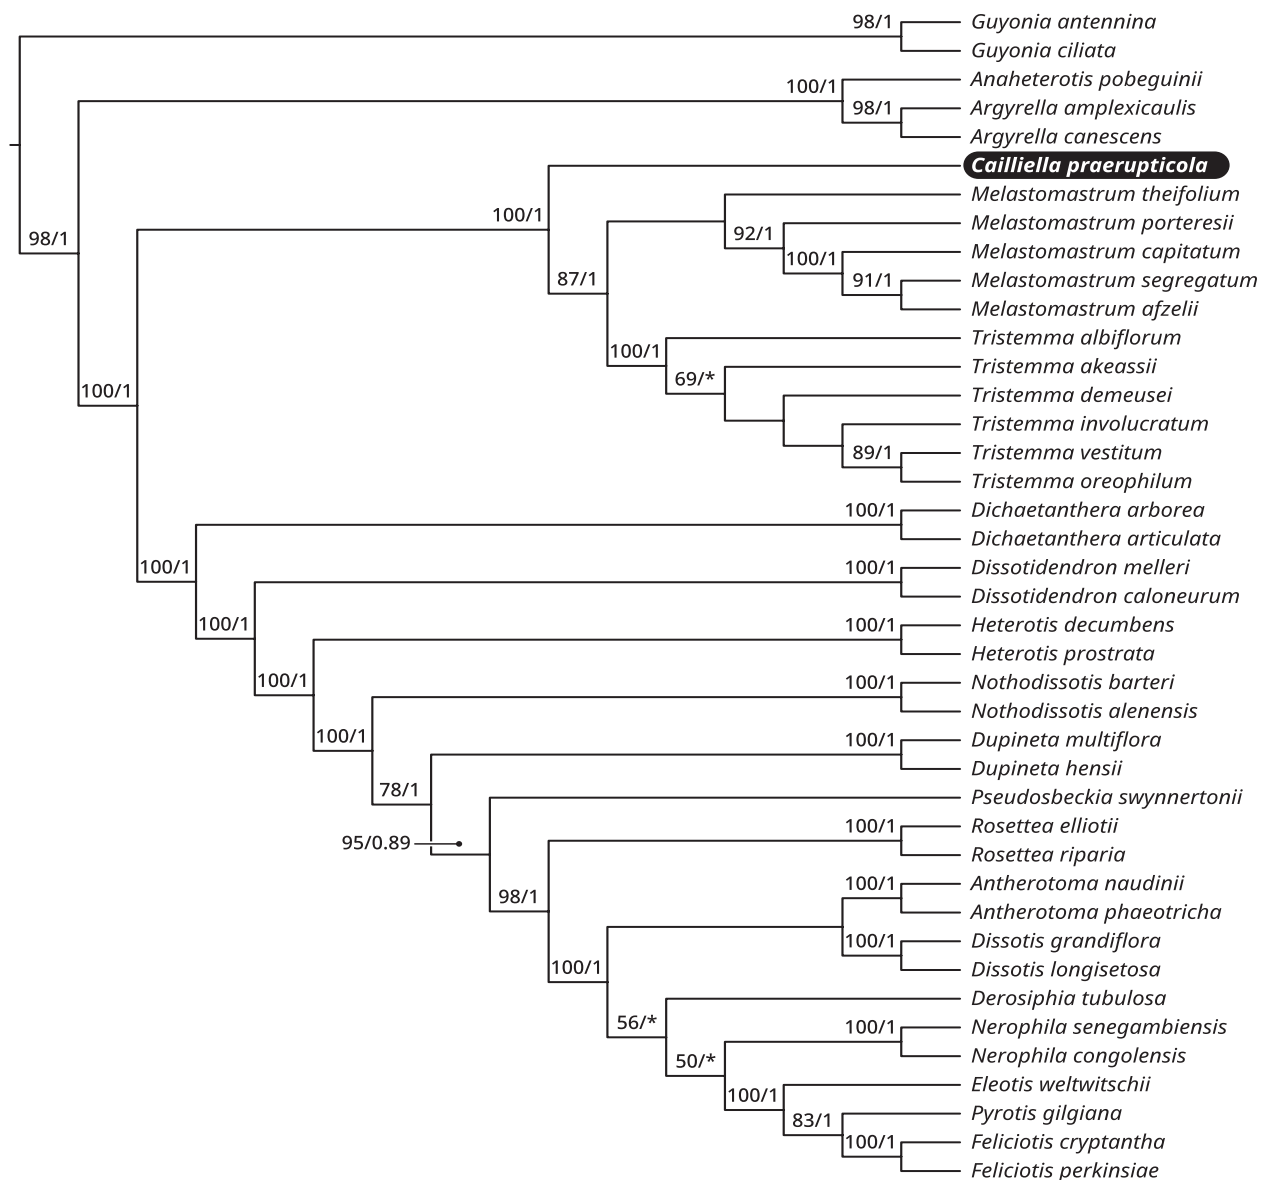 98/1 Guyonia antennina
Guyonia ciliata
Anaheterotis pobeguinii
100/1
98/1 Argyrella amplexicaulis
Argyrella canescens
Cailliella praerupticola
Melastomastrum theifolium
100/1 Melastomastrum porteresii
92/1
98/1
100/1 Melastomastrum capitatum
87/1 91/1 Melastomastrum segregatum
Melastomastrum afzelii
Tristemma albiflorum
100/1
69/* Tristemma akeassii
100/1 Tristemma demeusei
Tristemma involucratum
89/1 Tristemma vestitum
Tristemma oreophilum
100/1 Dichaetanthera arborea
Dichaetanthera articulata
100/1 100/1 Dissotidendron melleri
Dissotidendron caloneurum
100/1 100/1 Heterotis decumbens
Heterotis prostrata
100/1 100/1 Nothodissotis barteri
Nothodissotis alenensis
100/1 100/1 Dupineta multiflora
Dupineta hensii
78/1 Pseudosbeckia swynnertonii
100/1 Rosettea elliotii
95/0.89
Rosettea riparia
98/1 100/1 Antherotoma naudinii
Antherotoma phaeotricha
100/1 Dissotis grandiflora
100/1 Dissotis longisetosa
Derosiphia tubulosa
56/* 100/1 Nerophila senegambiensis
50/* Nerophila congolensis
100/1 Eleotis weltwitschii
83/1 Pyrotis gilgiana
100/1 Feliciotis cryptantha
Feliciotis perkinsiae